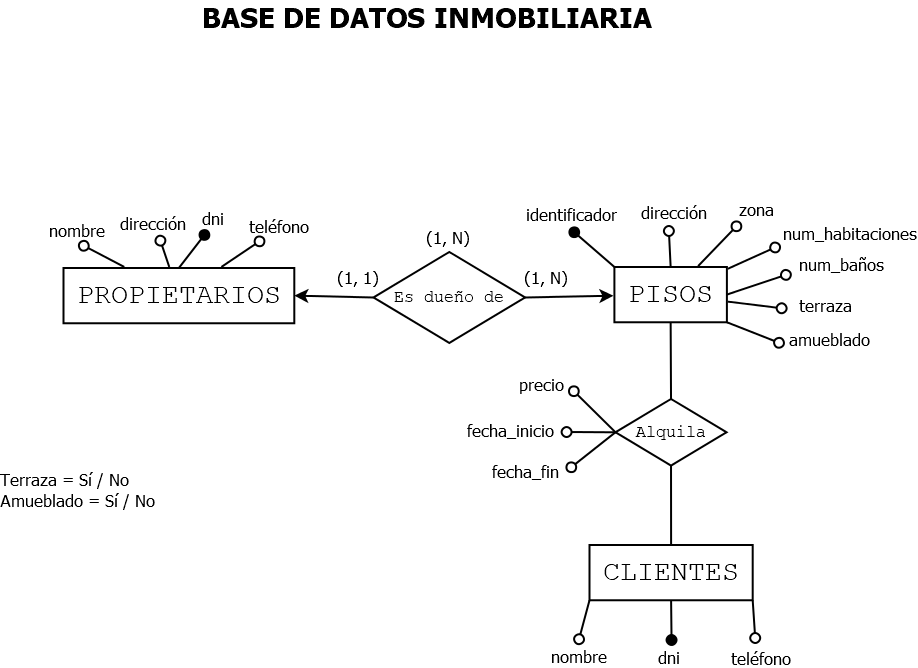 BASE DE DATOS INMOBILIARIA
nombre
dirección
dni
teléfono
PROPIETARIOS
(1, 1)
(1, N)
Es dueño de
(1, N)
identificador
dirección
zona
num_habitaciones
num_baños
terraza
amueblado
PISOS
precio
fecha_inicio
fecha_fin
Alquila
Terraza = Sí / No
Amueblado = Sí / No
CLIENTES
nombre
dni
teléfono